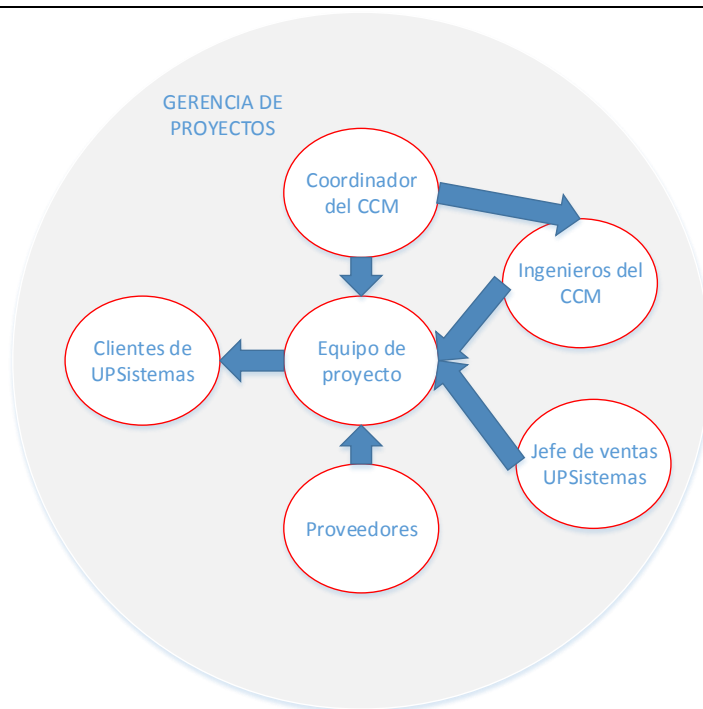 GERENCIA DE
PROYECTOS
Coordinador
del CCM
Ingenieros del
CCM
Clientes de
UPSistemas
Equipo de
proyecto
Jefe de ventas
UPSistemas
Proveedores